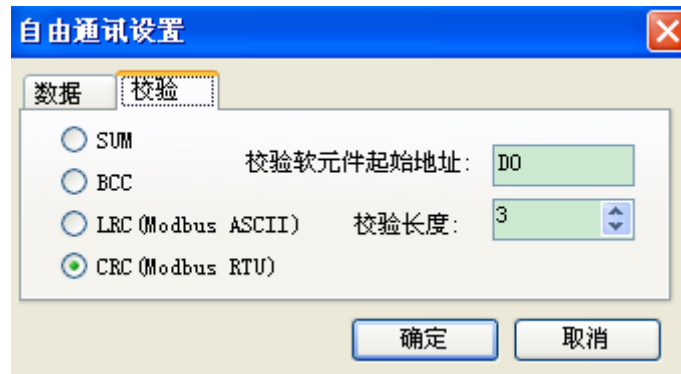 自由通讯设置
数据 校验
SUM
校验软元件起始地址: D0
BCC
LRC(Modbus ASCII) 校验长度: 3
CRC(Modbus RTU)
确定 取消